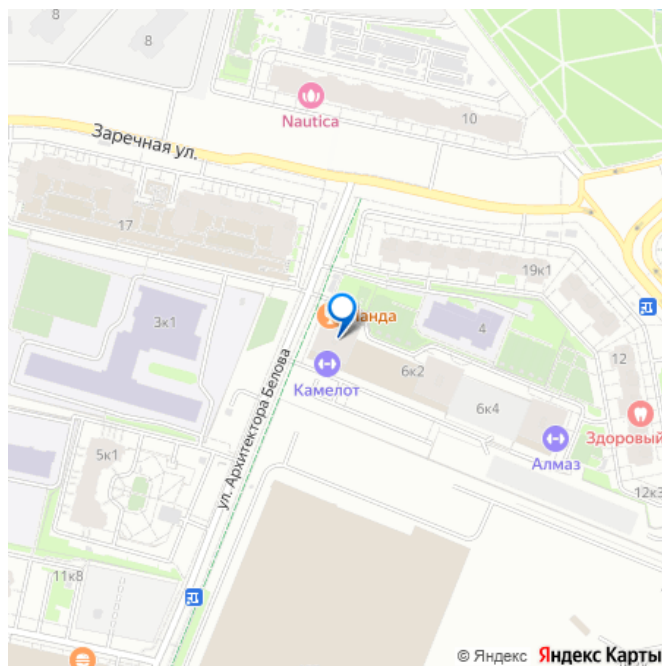 8
8
Nautica
10
Заречная ул.
17
19к1
анда
3к1
4
12
6к2
Камелот
ул. Архитектора Белова
6к4
Здоровый
Алмаз
5к1
12к3
11к8
© Яндекс Яндекс Карты